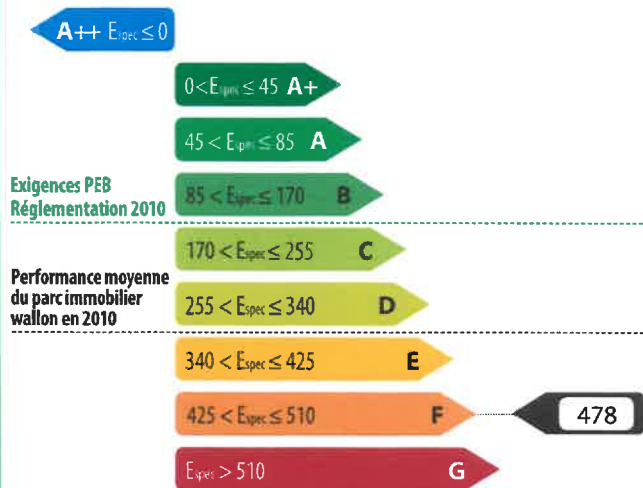 A++ Espec ≤ 0
0 < Espec ≤ 45 A+
45 < Espec ≤ 85 A
Exigences PEB
Réglementation 2010
85 < Espec ≤ 170 B
170 < Espec ≤ 255 C
Performance moyenne
du parc immobilier
wallon en 2010
255 < Espec ≤ 340 D
340 < Espec ≤ 425 E
425 < Espec ≤ 510 F
478
Espec > 510 G